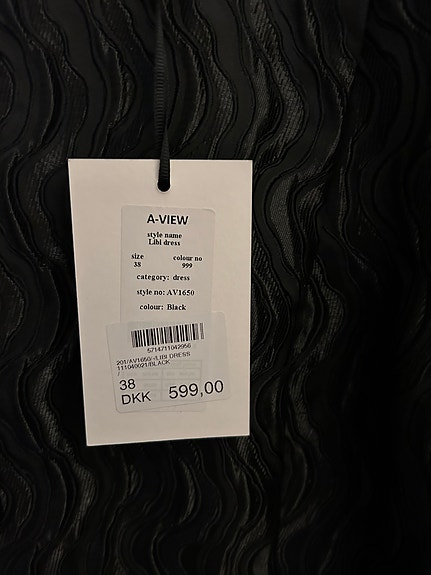 A-VIEW
style name
Libi dress
size colour no
38 999
category: dress
style no: AV1650
colour: Black
5714711042956
201/AV1650/-/LIBI DRESS
111040021/BLACK
/
38
DKK 599,00